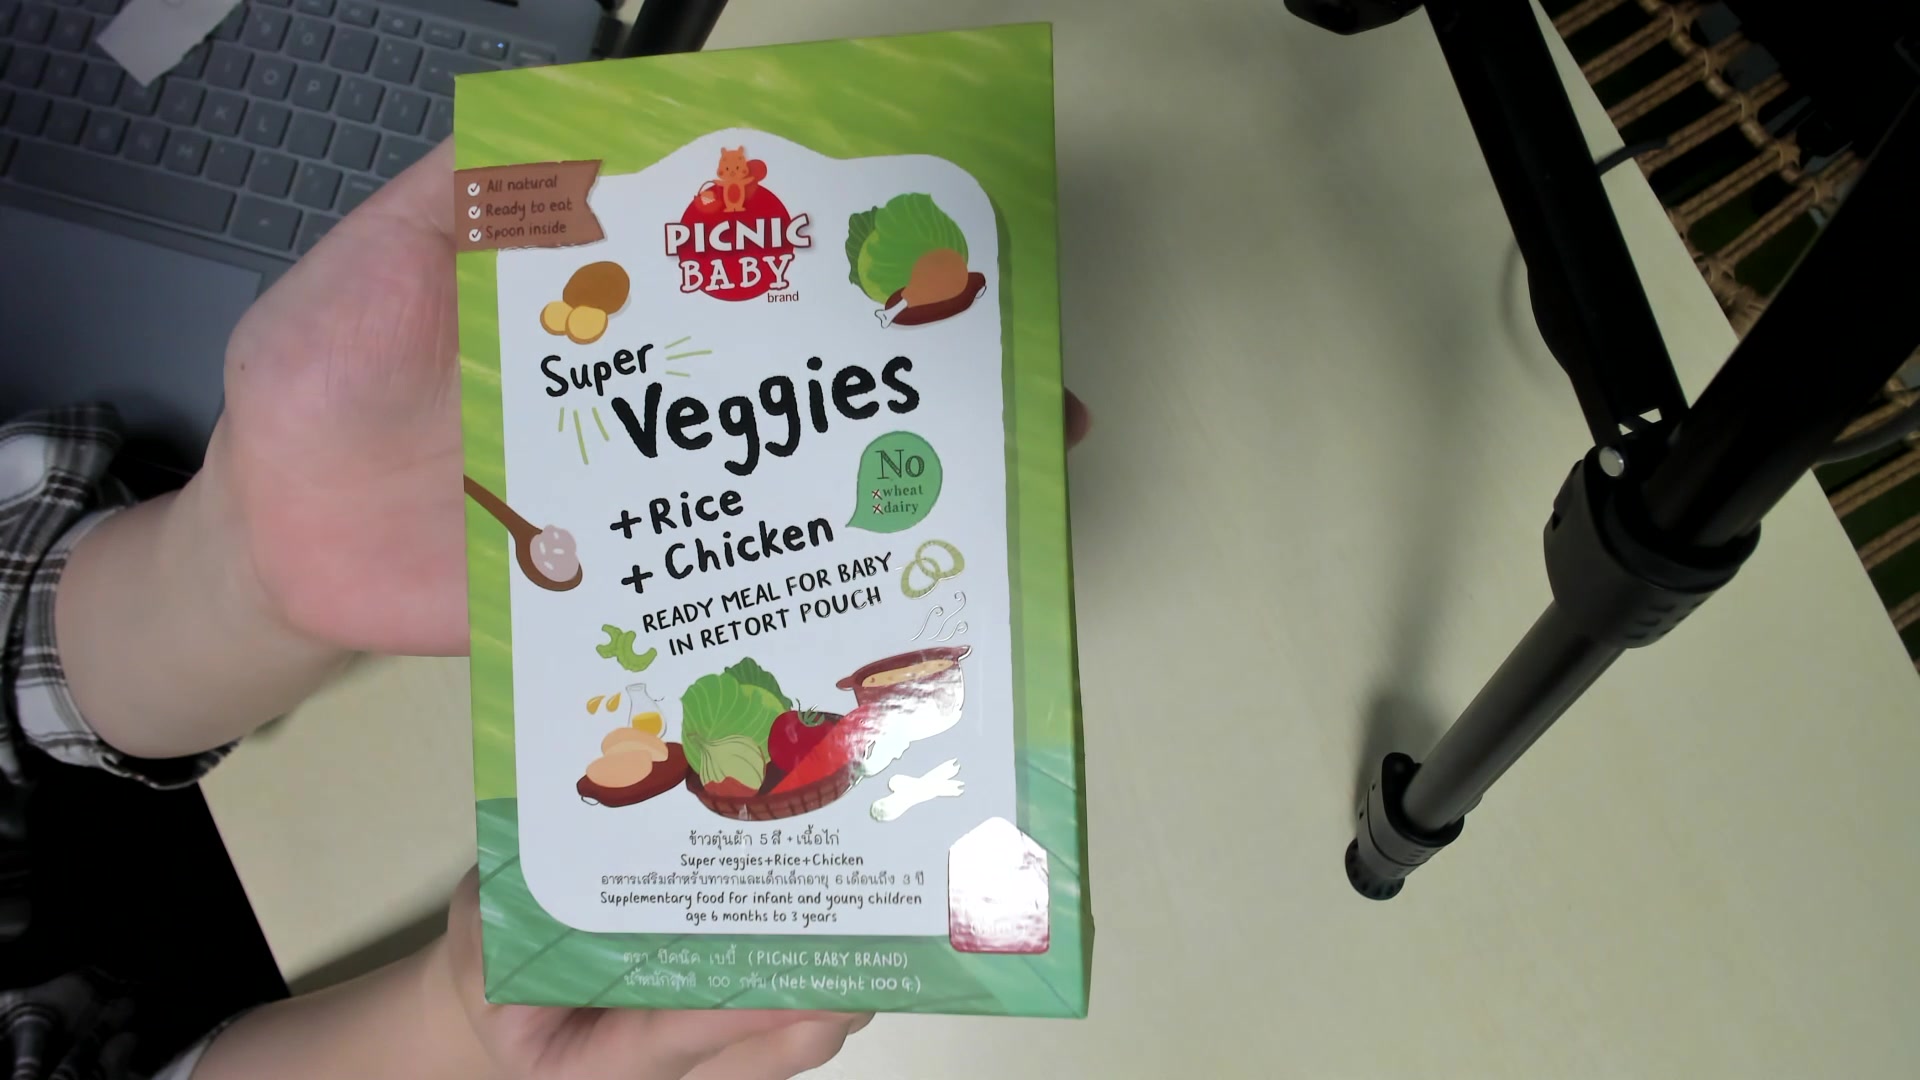 All natural
Ready to eat
Spoon inside
PICNIC
BABY
brand
Super
Veggies
No
wheat
dairy
+Rice
+ Chicken
READY MEAL FOR BABY
IN RETORT POUCH
ข้าวตุ๋นผัก 5 สี + เนื้อไก่
Super veggies+Rice+Chicken
อาหารเสริมสำหรับทารกและเด็กเล็กอายุ 6 เดือนถึง 3 ปี
Supplementary food for infant and young children
age 6 months to 3 years
ตรา ปิคนิค เบบี้ (PICNIC BABY BRAND)
น้ำหนักสุทธิ 100 กรัม (Net Weight 100 G.)